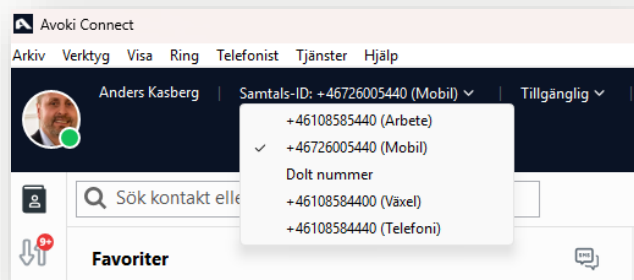 Avoki Connect
Arkiv Verktyg Visa Ring Telefonist Tjänster Hjälp
Anders Kasberg | Samtals-ID: +46726005440 (Mobil) | Tillgänglig |
+46108585440 (Arbete)
+46726005440 (Mobil)
Dolt nummer
+46108584400 (Växel)
+46108584440 (Telefoni)
Sök kontakt elle
9+
Favoriter
SMS